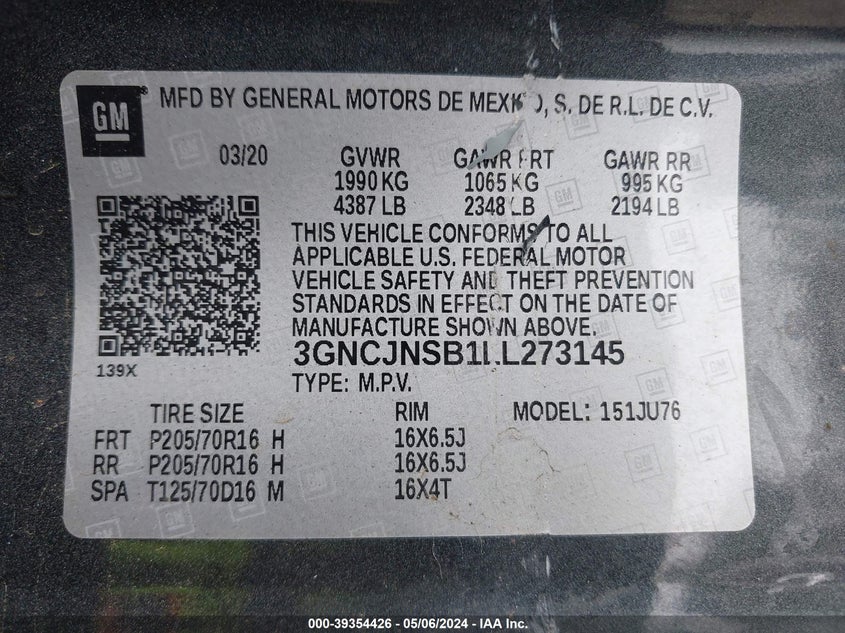 GM ® MFD BY GENERAL MOTORS DE MEXICO, S. DE R.L. DE C.V.
03/20 GVWR GAWR FRT GAWR RR
1990 KG 1065 KG 995 KG
4387 LB 2348 LB 2194 LB
THIS VEHICLE CONFORMS TO ALL
APPLICABLE U.S. FEDERAL MOTOR
VEHICLE SAFETY AND THEFT PREVENTION
STANDARDS IN EFFECT ON THE DATE OF
MANUFACTURE SHOWN ABOVE.
3GNCJNSB1LL273145
139X
TYPE: M.P.V.
TIRE SIZE RIM MODEL: 151JU76
FRT P205/70R16 H 16X6.5J
RR P205/70R16 H 16X6.5J
SPA T125/70D16 M 16X4T
000-39354426 - 05/06/2024 - IAA Inc.